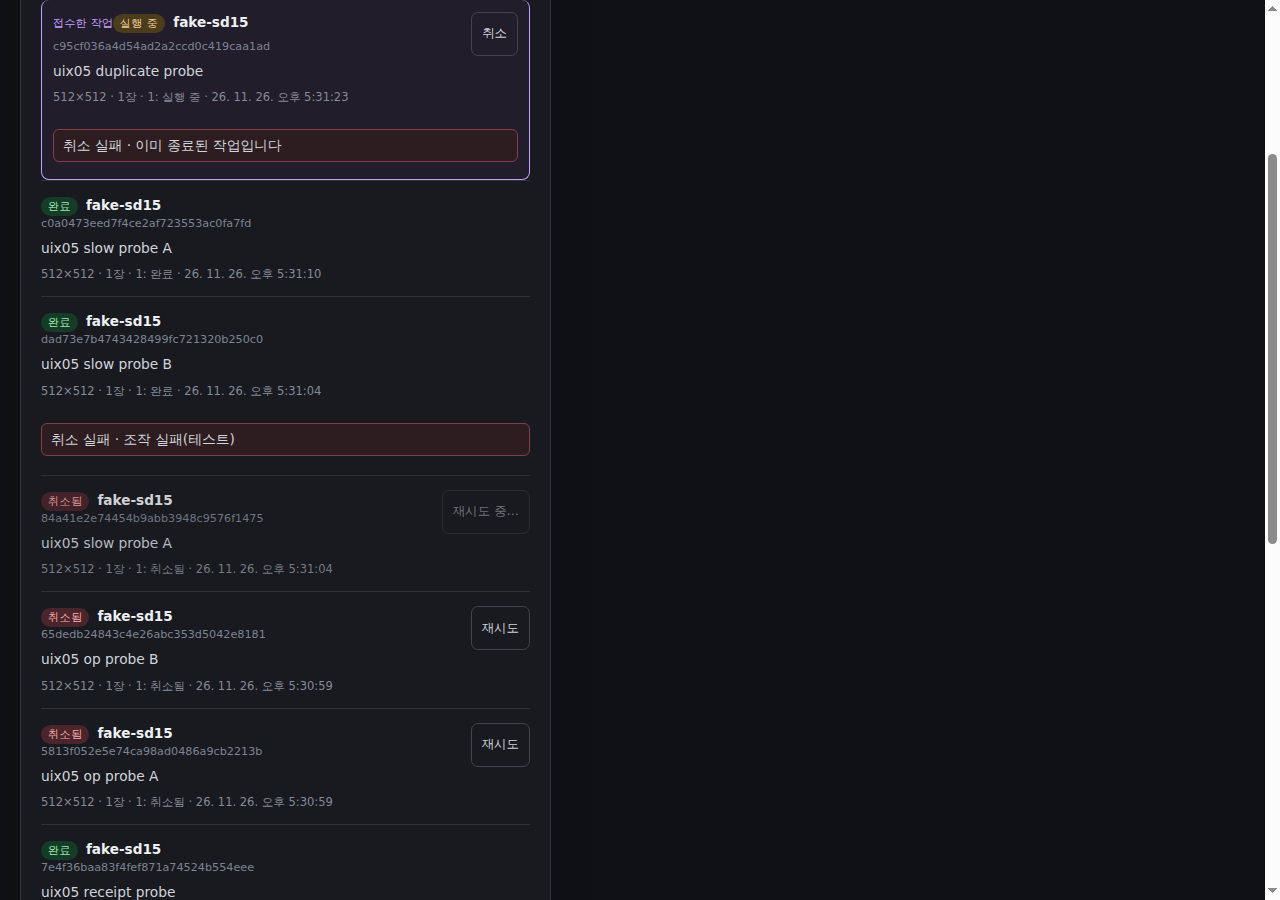 접수한 작업 실행 중 fake-sd15
취소
c95cf036a4d54ad2a2ccd0c419caa1ad
uix05 duplicate probe
512×512 · 1장 · 1: 실행 중 · 26. 11. 26. 오후 5:31:23
취소 실패 · 이미 종료된 작업입니다
완료 fake-sd15
c0a0473eed7f4ce2af723553ac0fa7fd
uix05 slow probe A
512×512 · 1장 · 1: 완료 · 26. 11. 26. 오후 5:31:10
완료 fake-sd15
dad73e7b4743428499fc721320b250c0
uix05 slow probe B
512×512 · 1장 · 1: 완료 · 26. 11. 26. 오후 5:31:04
취소 실패 · 조작 실패(테스트)
취소됨 fake-sd15
재시도 중...
84a41e2e74454b9abb3948c9576f1475
uix05 slow probe A
512×512 · 1장 · 1: 취소됨 · 26. 11. 26. 오후 5:31:04
취소됨 fake-sd15
재시도
65dedb24843c4e26abc353d5042e8181
uix05 op probe B
512×512 · 1장 · 1: 취소됨 · 26. 11. 26. 오후 5:30:59
취소됨 fake-sd15
재시도
5813f052e5e74ca98ad0486a9cb2213b
uix05 op probe A
512×512 · 1장 · 1: 취소됨 · 26. 11. 26. 오후 5:30:59
완료 fake-sd15
7e4f36baa83f4fef871a74524b554eee
uix05 receipt probe